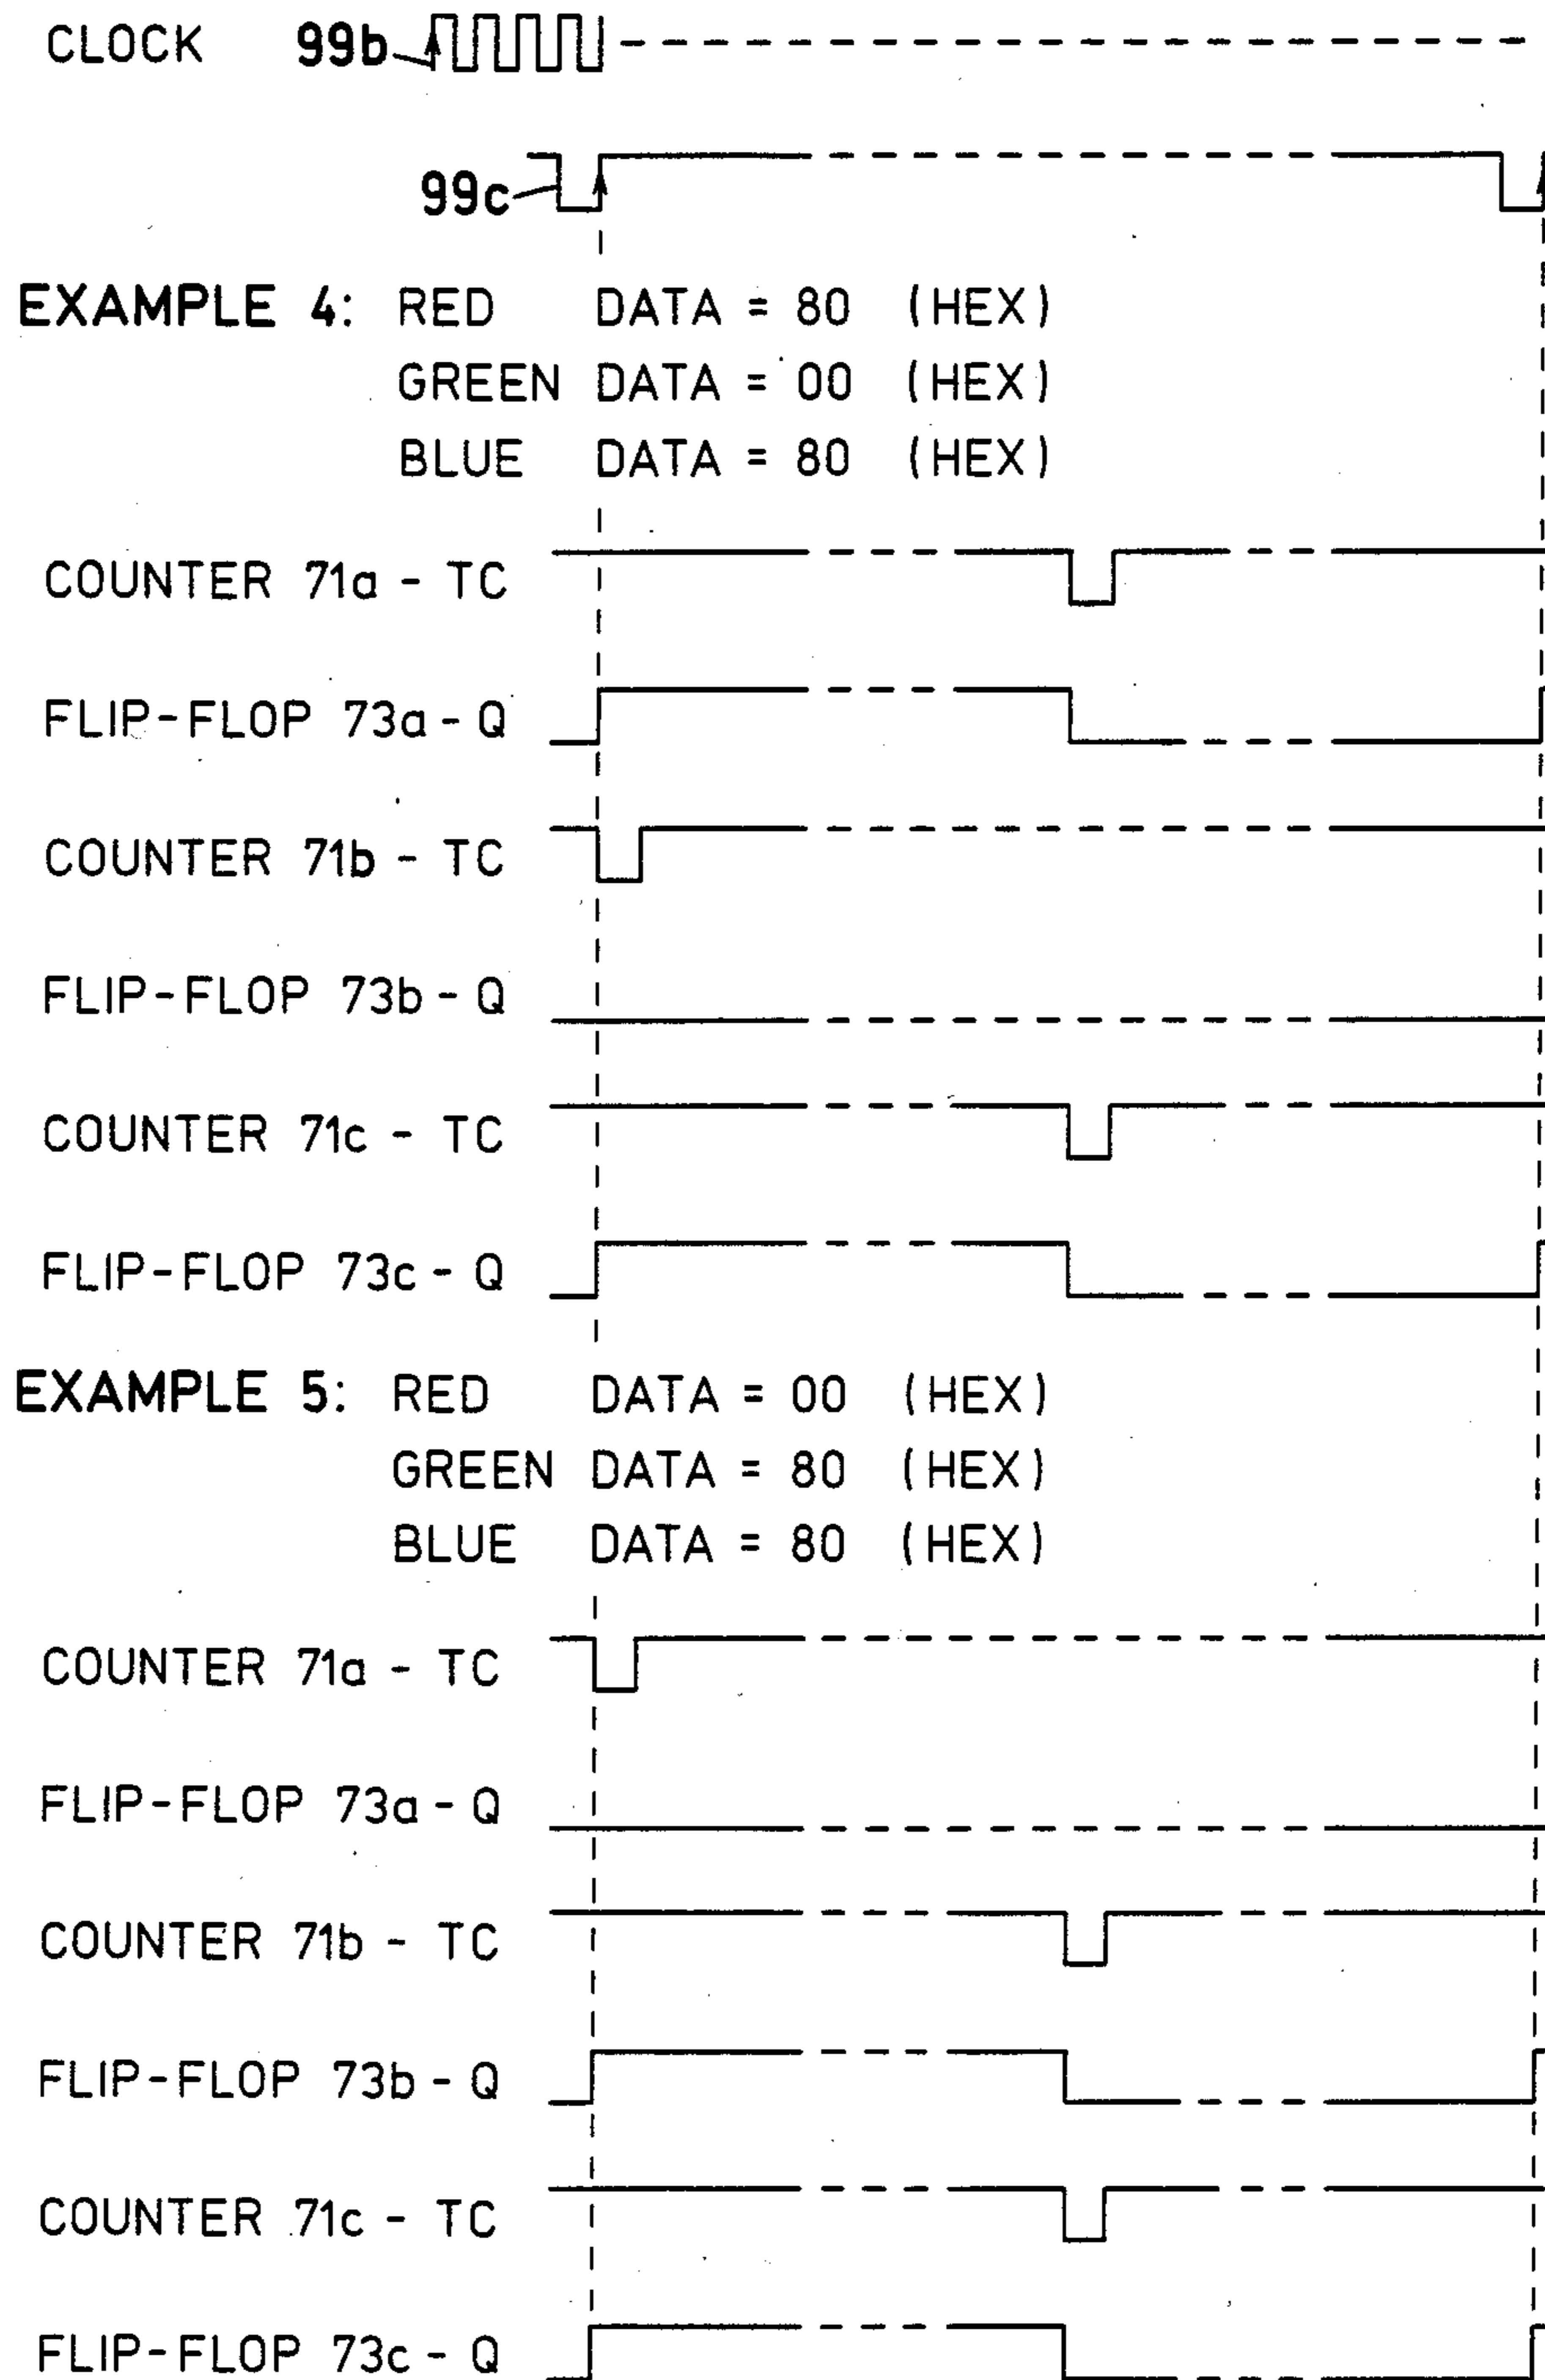 CLOCK 99b
99c
EXAMPLE 4: RED DATA = 80 (HEX)
GREEN DATA = 00 (HEX)
BLUE DATA = 80 (HEX)
COUNTER 71a - TC
FLIP-FLOP 73a - Q
COUNTER 71b - TC
FLIP-FLOP 73b - Q
COUNTER 71c - TC
FLIP-FLOP 73c - Q
EXAMPLE 5: RED DATA = 00 (HEX)
GREEN DATA = 80 (HEX)
BLUE DATA = 80 (HEX)
COUNTER 71a - TC
FLIP-FLOP 73a - Q
COUNTER 71b - TC
FLIP-FLOP 73b - Q
COUNTER 71c - TC
FLIP-FLOP 73c - Q